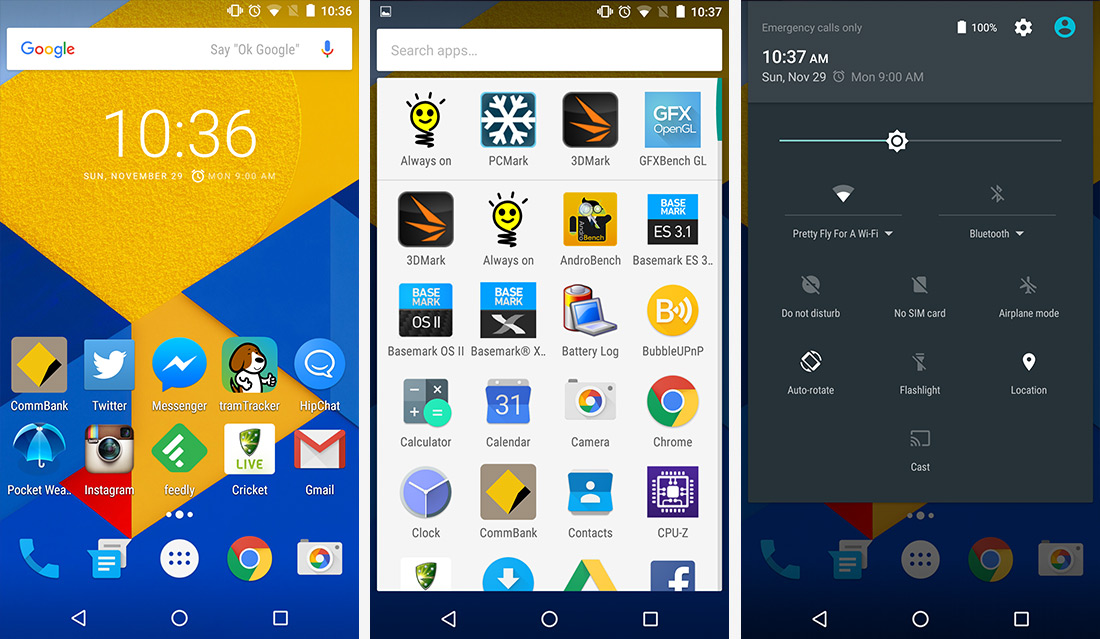 10:36
Google Say "Ok Google"
10:36
SUN, NOVEMBER 29 MON 9:00 AM
CommBank Twitter Messenger tramTracker HipChat
LIVE
Pocket Wea.. Instagram feedly Cricket Gmail
10:37
Search apps...
GFX
OpenGL
Always on PCMark 3DMark GFXBench GL
AndroBench
BASE
MARK
ES 3.1
3DMark Always on AndroBench Basemark ES 3..
BASE
MARK
OS II
BASE
MARK
X
B
Basemark OS II Basemark® X.. Battery Log BubbleUPnP
31
Calculator Calendar Camera Chrome
Clock CommBank Contacts CPU-Z
f
Emergency calls only 100%
10:37 AM
Sun, Nov 29 Mon 9:00 AM
Pretty Fly For A Wi-Fi Bluetooth
Do not disturb No SIM card Airplane mode
Auto-rotate Flashlight Location
Cast